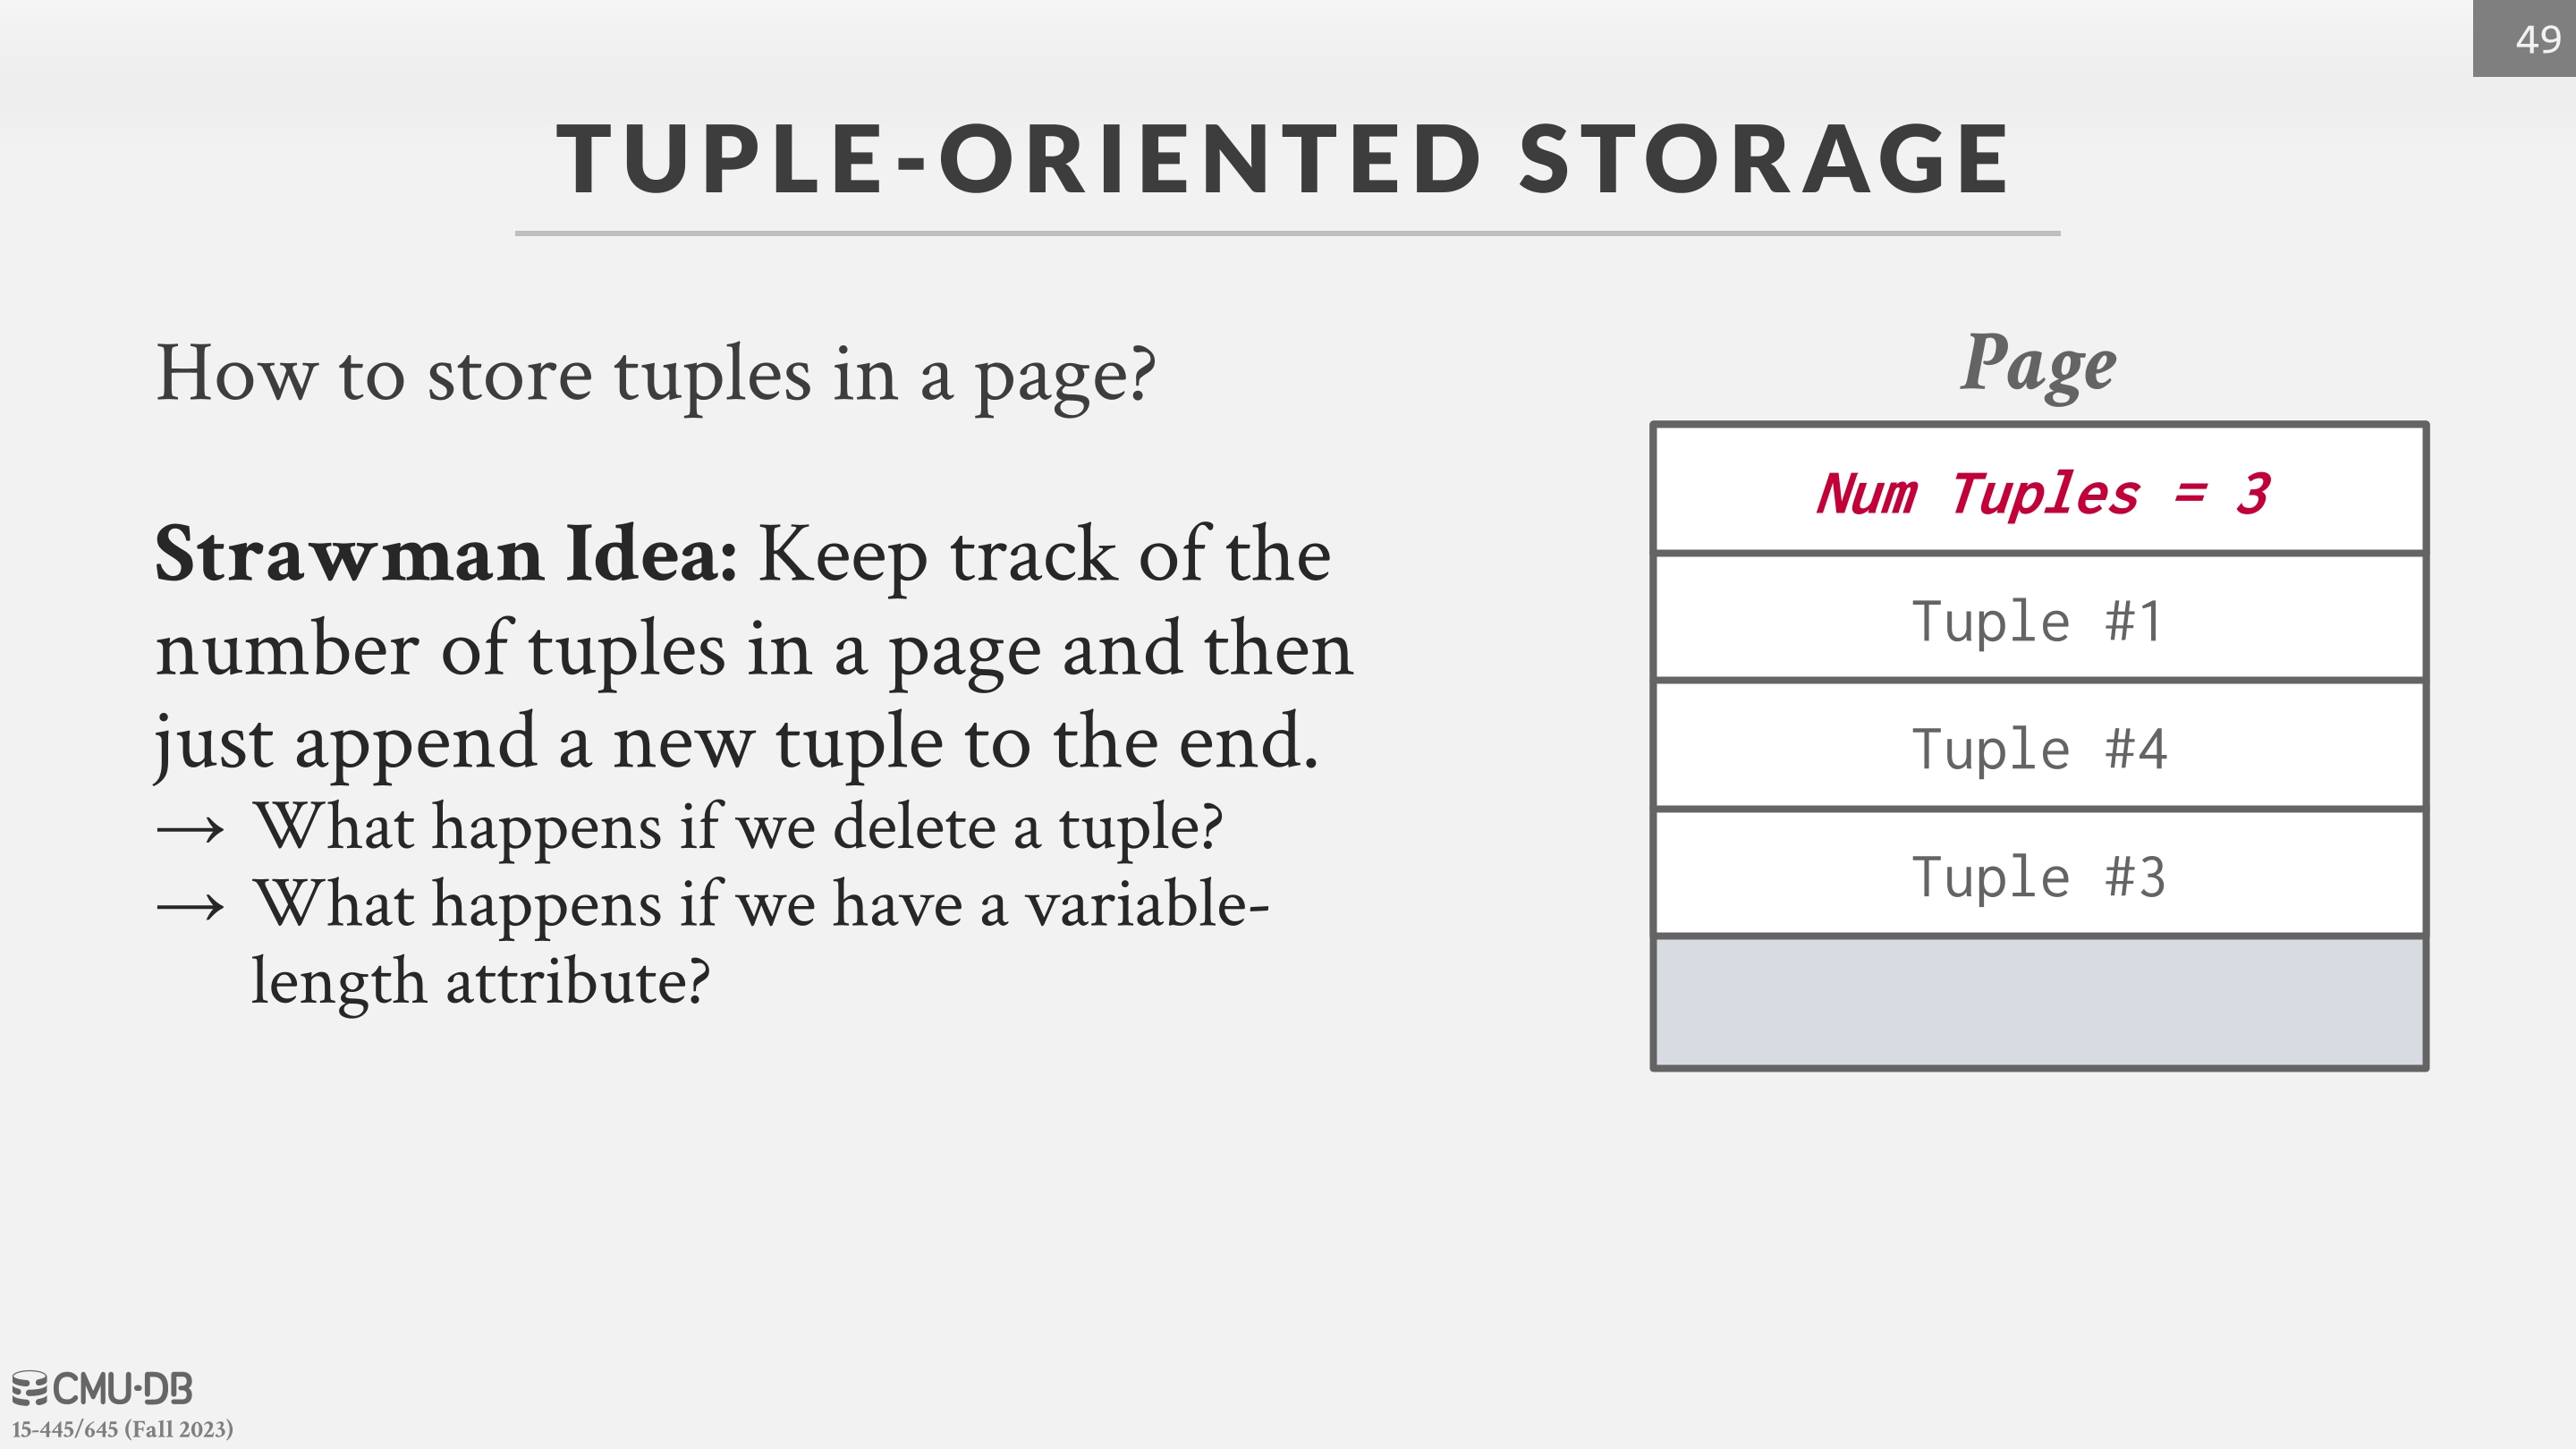 49
TUPLE-ORIENTED STORAGE
How to store tuples in a page?
Strawman Idea: Keep track of the
number of tuples in a page and then
just append a new tuple to the end.
→ What happens if we delete a tuple?
→ What happens if we have a variable-
length attribute?
Page
Num Tuples = 3
Tuple #1
Tuple #4
Tuple #3
CMU·DB
15-445/645 (Fall 2023)